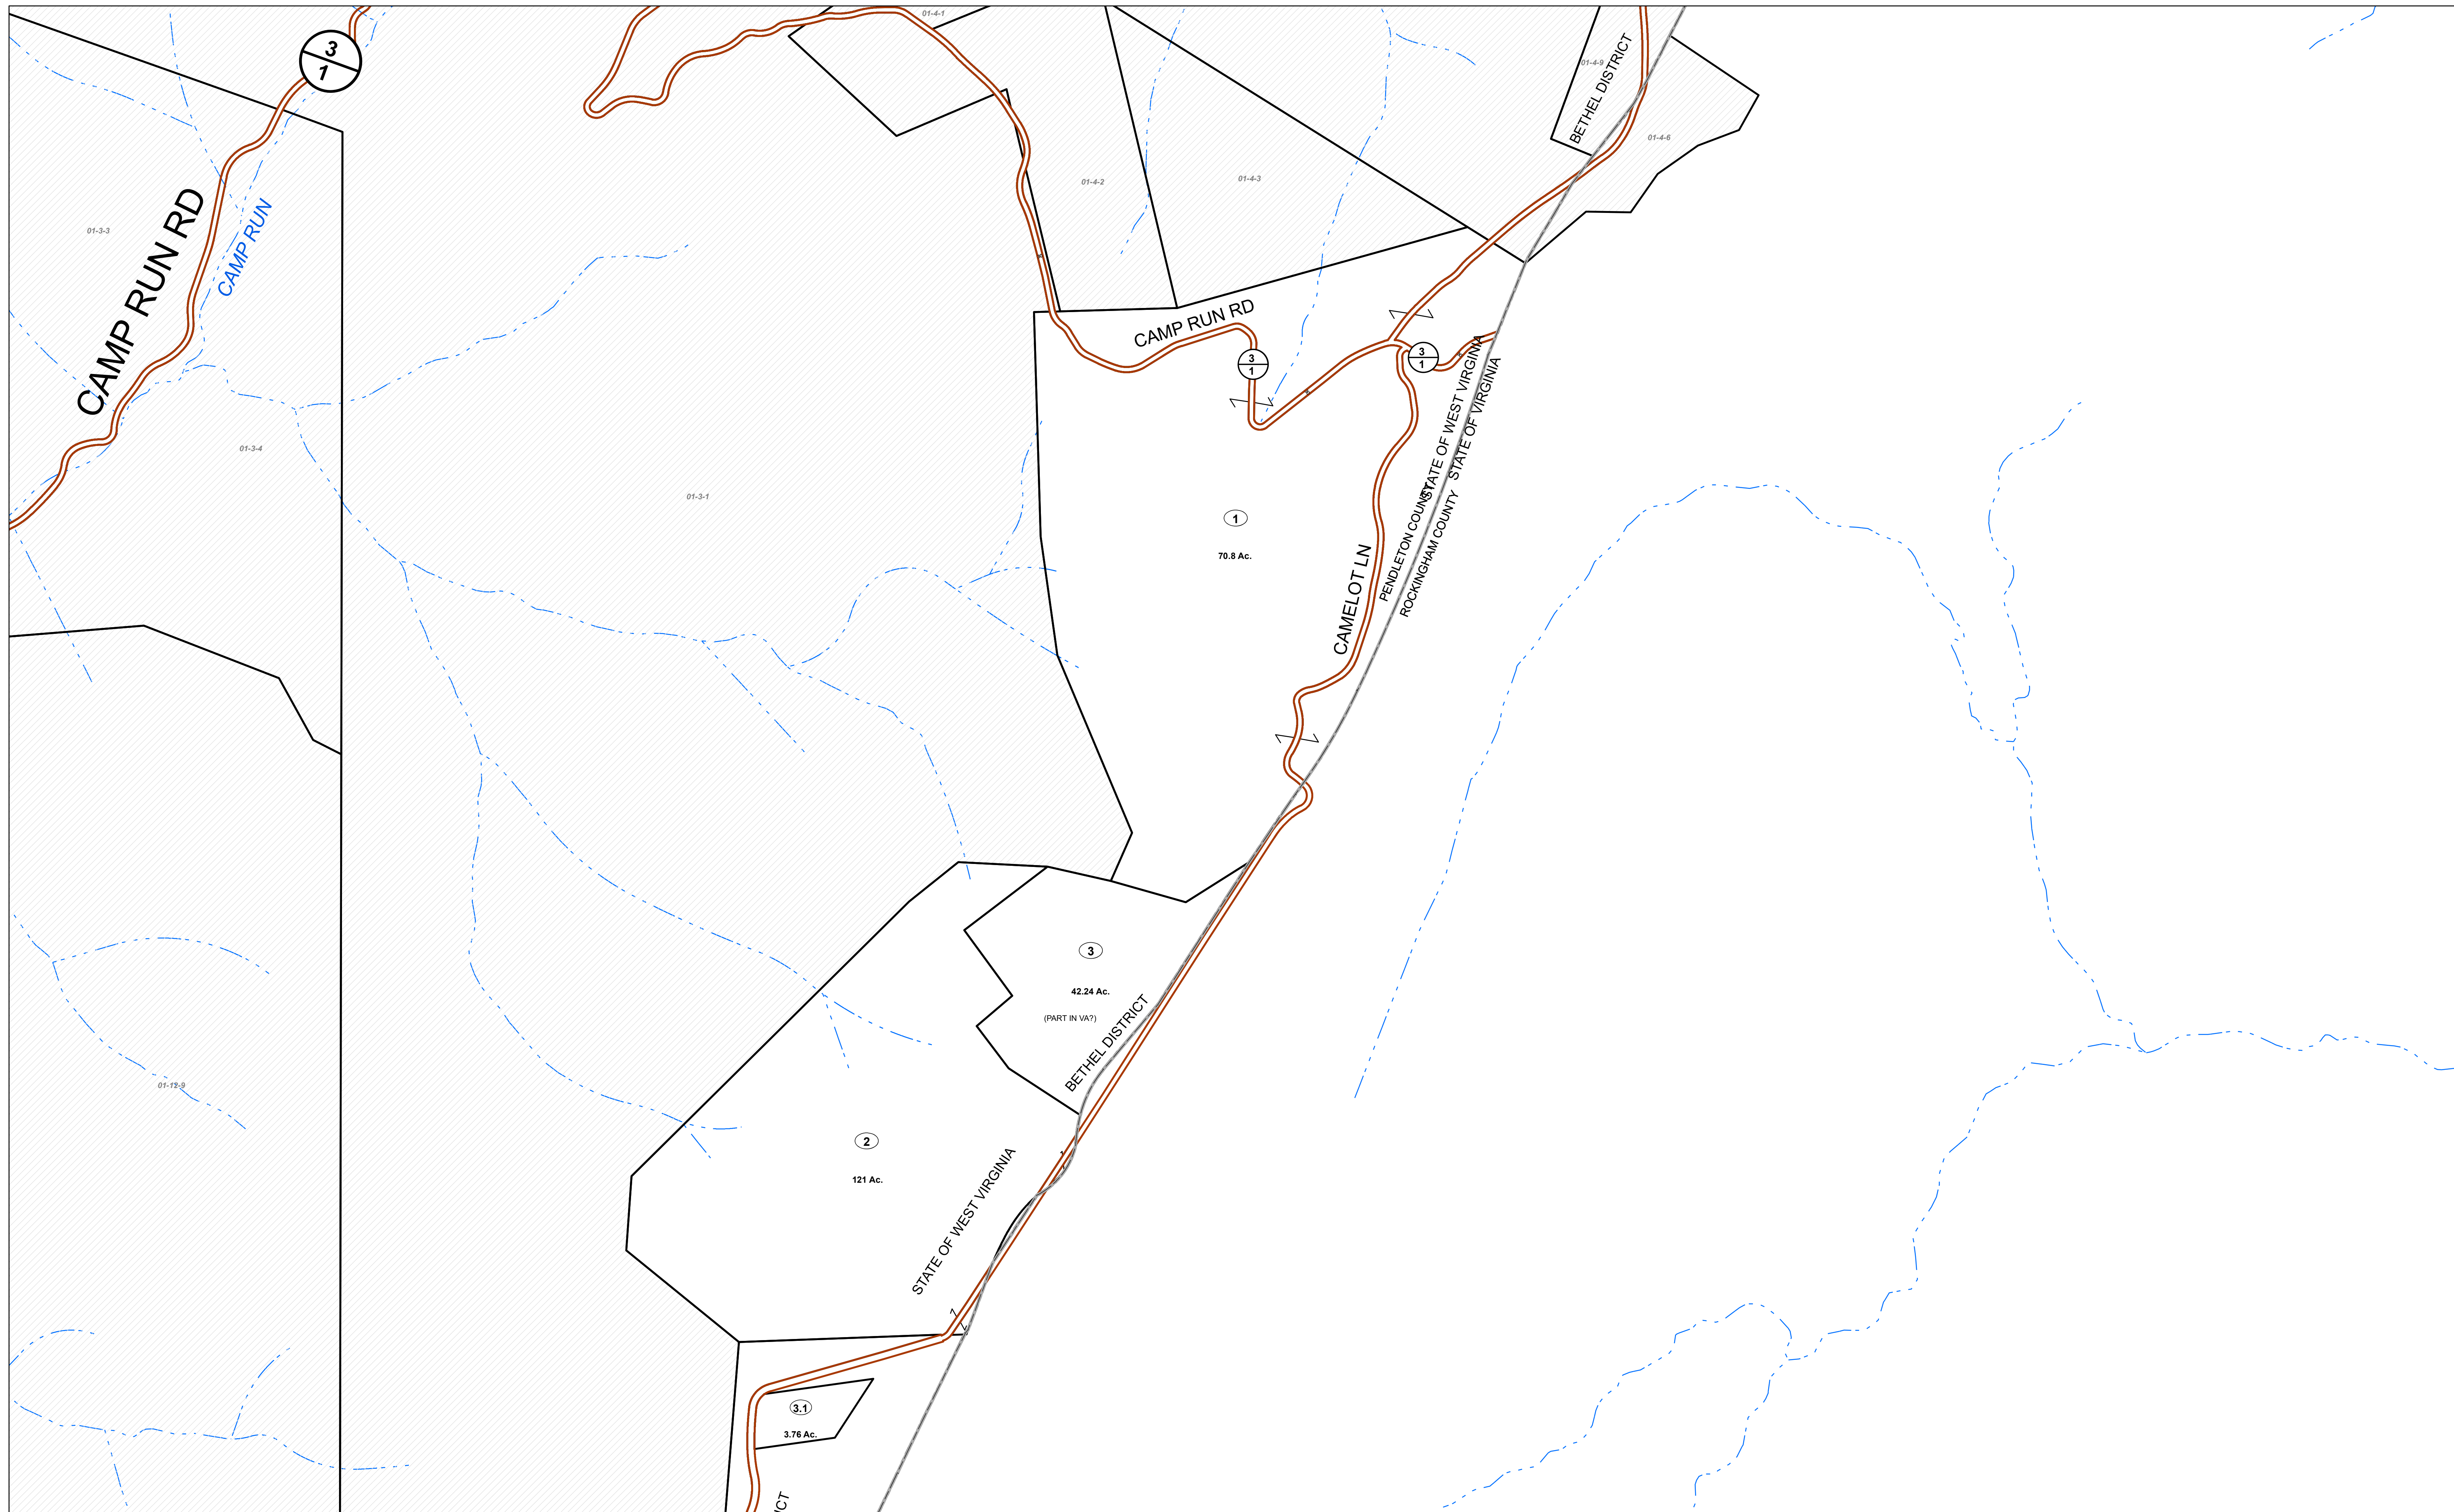 01-4-1
3
1
BETHEL DISTRICT
01-4-9
01-4-6
01-4-2
01-4-3
01-3-3
CAMP RUN RD
CAMP RUN
CAMP RUN RD
3
1
3
1
STATE OF WEST VIRGINIA
STATE OF VIRGINIA
01-3-4
01-3-1
1
70.8 Ac.
PENDLETON COUNTY
ROCKINGHAM COUNTY
CAMELOT LN
3
42.24 Ac.
(PART IN VA?)
BETHEL DISTRICT
01-12-9
2
121 Ac.
STATE OF WEST VIRGINIA
3.1
3.76 Ac.
ICT